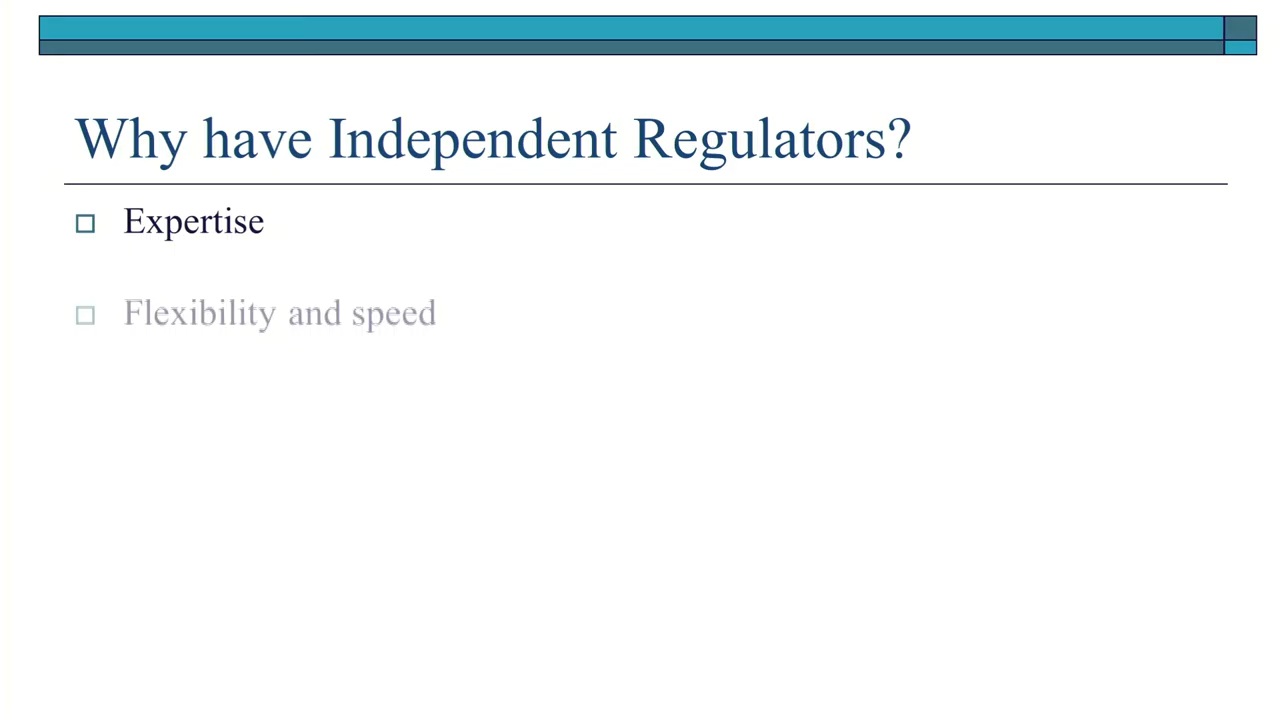 Why have Independent Regulators?
Expertise
Flexibility and speed